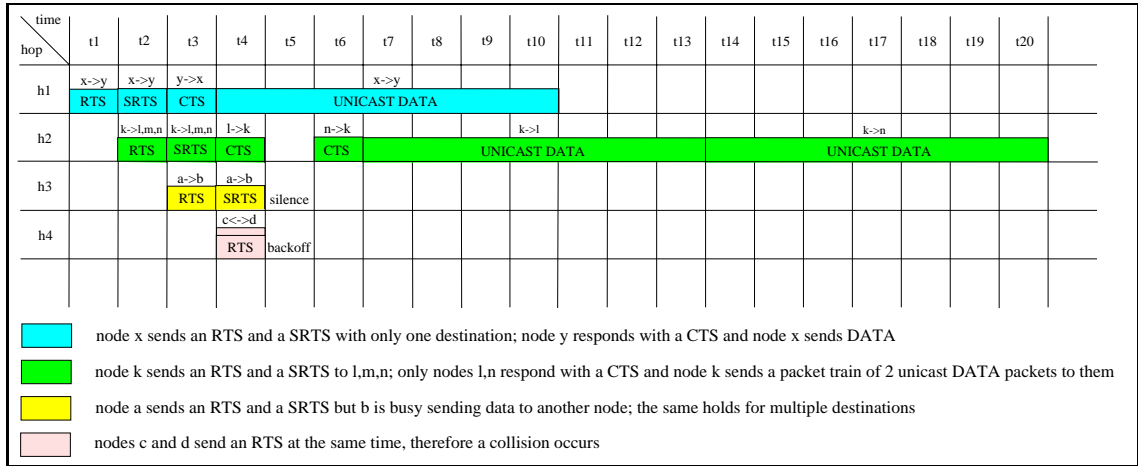 time
hop
t1 t2 t3 t4 t5 t6 t7 t8 t9 t10 t11 t12 t13 t14 t15 t16 t17 t18 t19 t20
x->y x->y y->x x->y
h1
RTS SRTS CTS UNICAST DATA
k->l,m,n k->l,m,n l->k n->k k->l k->n
h2
RTS SRTS CTS CTS UNICAST DATA UNICAST DATA
a->b a->b
h3
RTS SRTS silence
c<->d
h4
RTS backoff
node x sends an RTS and a SRTS with only one destination; node y responds with a CTS and node x sends DATA
node k sends an RTS and a SRTS to l,m,n; only nodes l,n respond with a CTS and node k sends a packet train of 2 unicast DATA packets to them
node a sends an RTS and a SRTS but b is busy sending data to another node; the same holds for multiple destinations
nodes c and d send an RTS at the same time, therefore a collision occurs